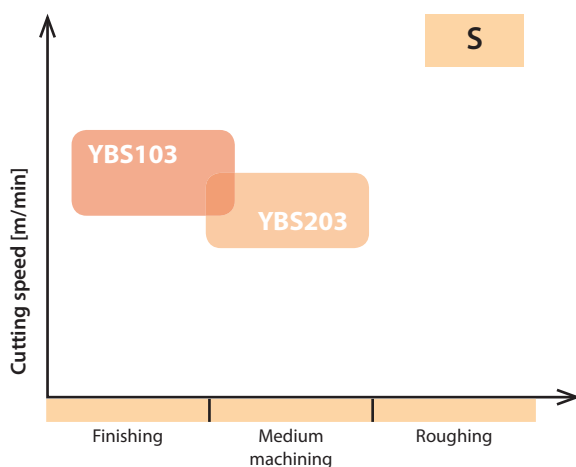 S
YBS103
YBS203
Cutting speed [m/min]
Finishing
Medium
machining
Roughing